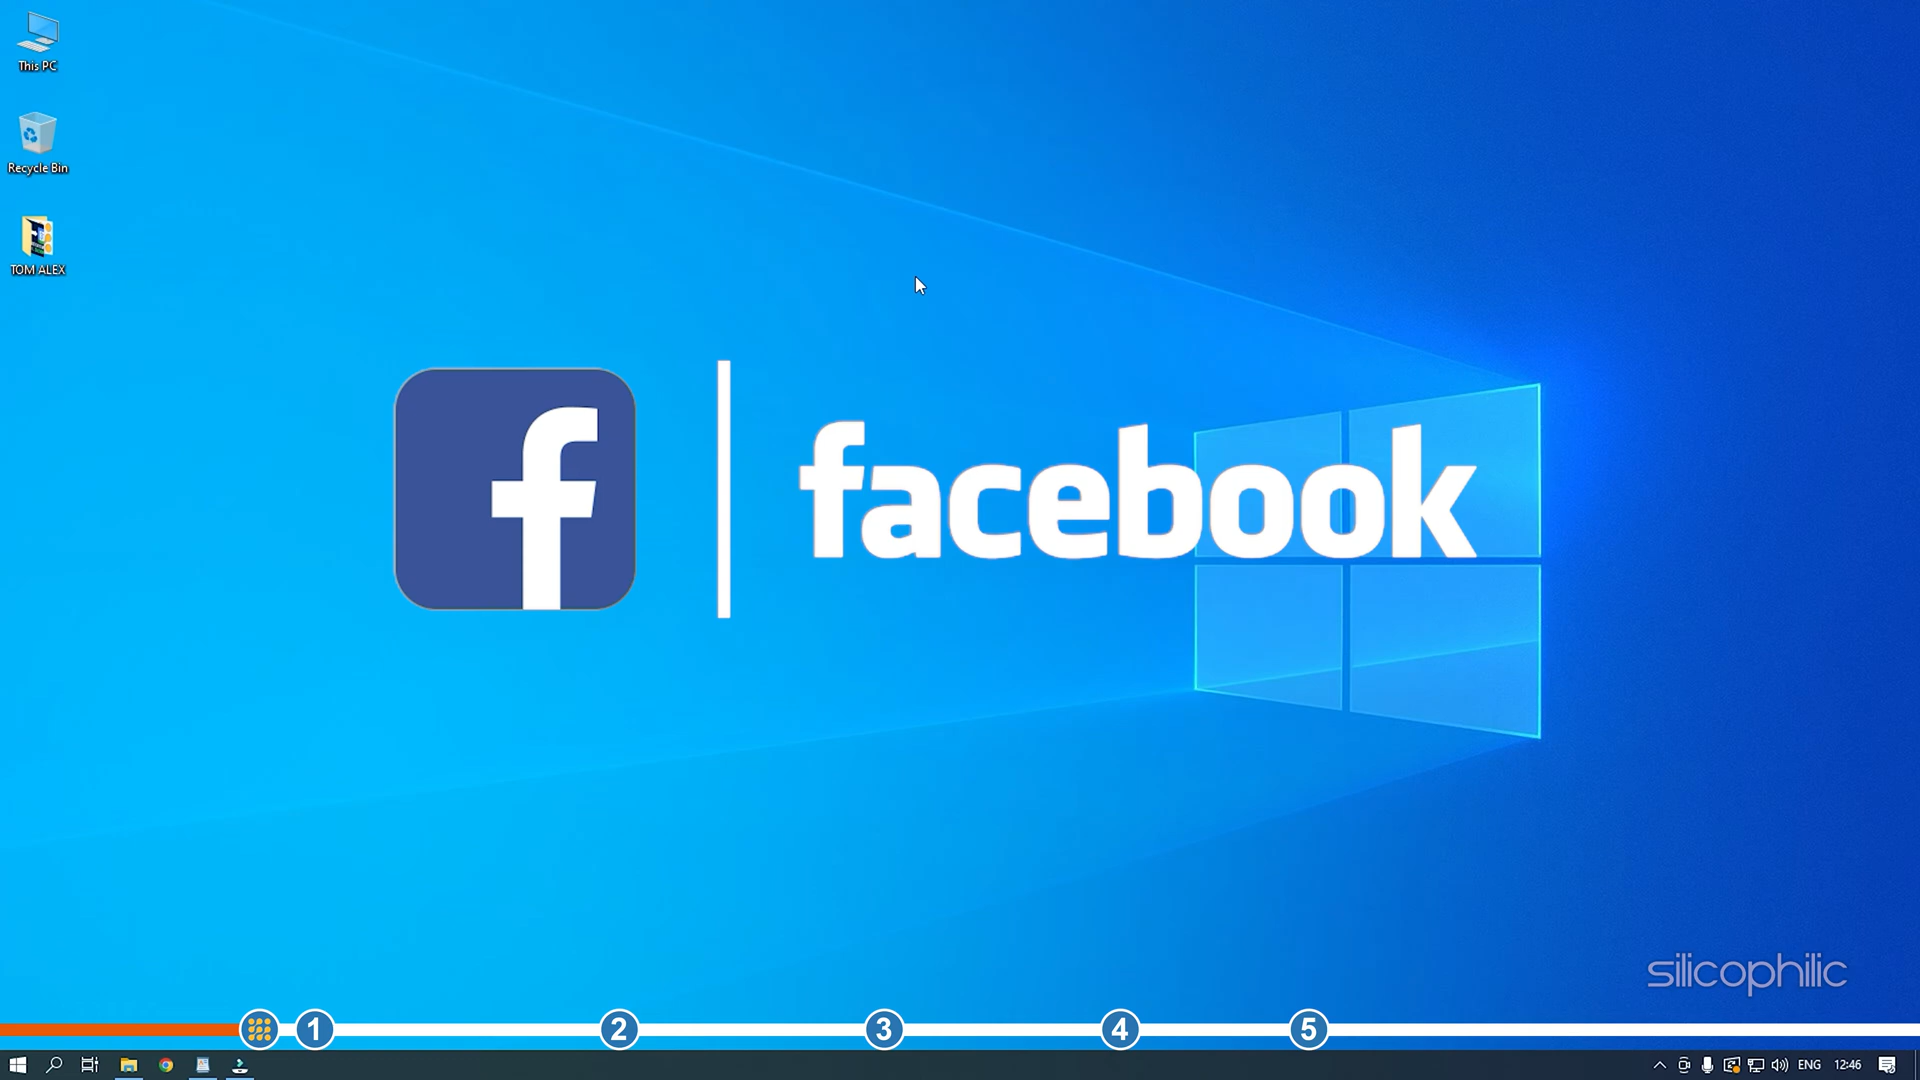 This PC
Recycle Bin
TOM ALEX
f
facebook
silicophilic
1 2 3 4 5
ENG 12:46